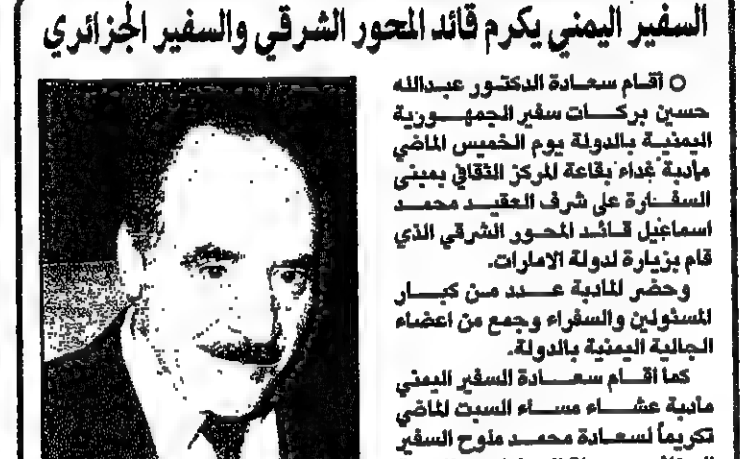 السفير اليمني يكرم قائد المحور الشرقي والسفير الجزائري
O أقام سعادة الدكتور عبدالله
حسين بركات سفير الجمهورية
اليمنية بالدولة يوم الخميس الماضي
مأدبة غداء بقاعة المركز الثقافي بمبنى
السفارة على شرف العقيد محمد
اسماعيل قائد المحور الشرقي الذي
قام بزيارة لدولة الامارات.
وحضر المادبة عدد من كبار
المسئولين والسفراء وجمع من اعضاء
الجالية اليمنية بالدولة.
كما أقام سعادة السفير اليمني
مادبة عشاء مساء السبت الماضي
تكريماً لسعادة محمد ملوح السفير